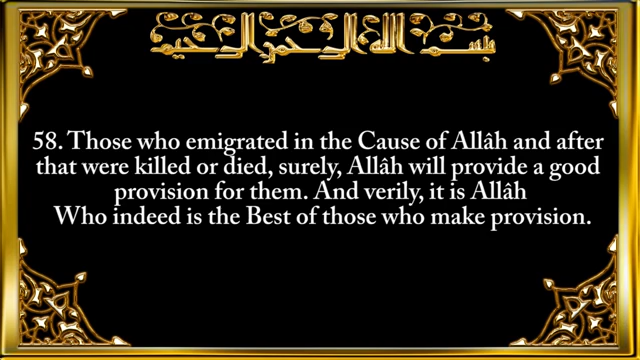 بسم الله الرحمن الرحيم
58. Those who emigrated in the Cause of Allâh and after
that were killed or died, surely, Allâh will provide a good
provision for them. And verily, it is Allâh
Who indeed is the Best of those who make provision.